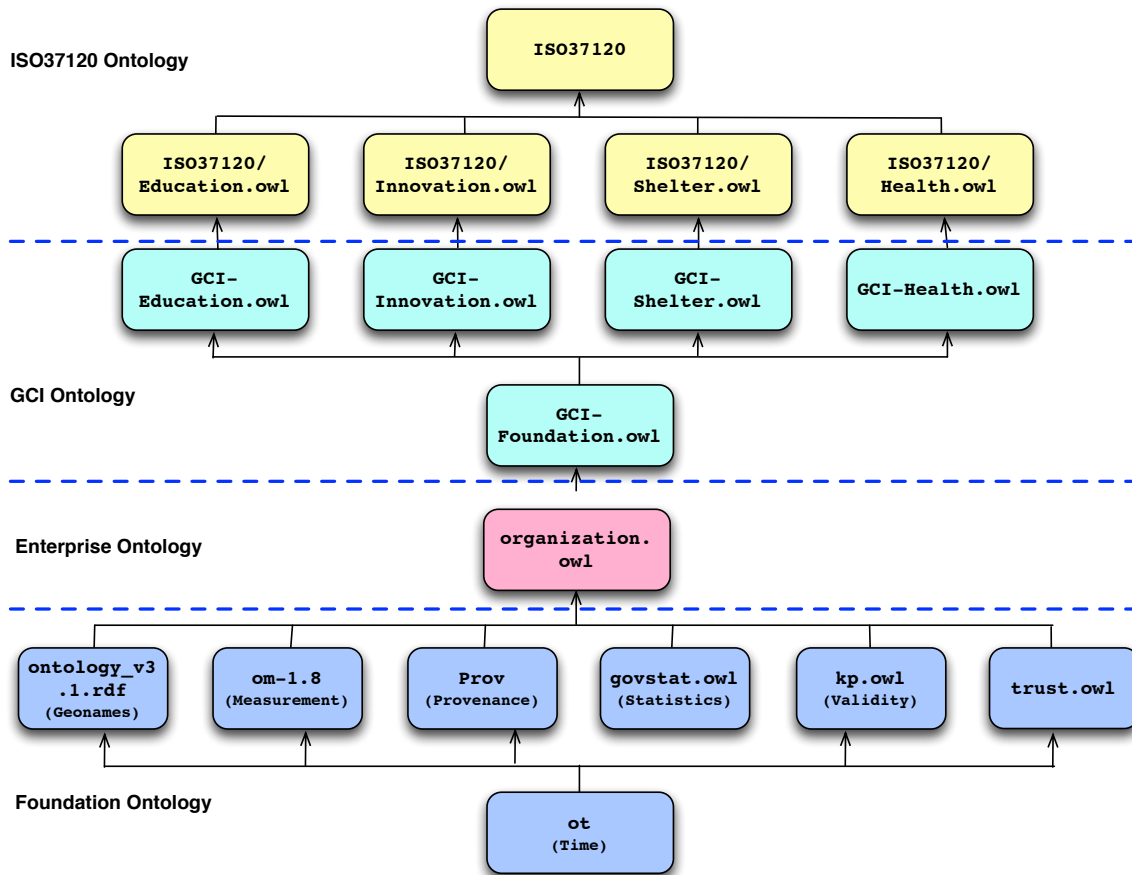 ISO37120 Ontology
ISO37120
ISO37120/
Education.owl
ISO37120/
Innovation.owl
ISO37120/
Shelter.owl
ISO37120/
Health.owl
GCI-
Education.owl
GCI-
Innovation.owl
GCI-
Shelter.owl
GCI-Health.owl
GCI Ontology
GCI-
Foundation.owl
Enterprise Ontology
organization.
owl
ontology_v3
.1.rdf
(Geonames)
om-1.8
(Measurement)
Prov
(Provenance)
govstat.owl
(Statistics)
kp.owl
(Validity)
trust.owl
Foundation Ontology
ot
(Time)